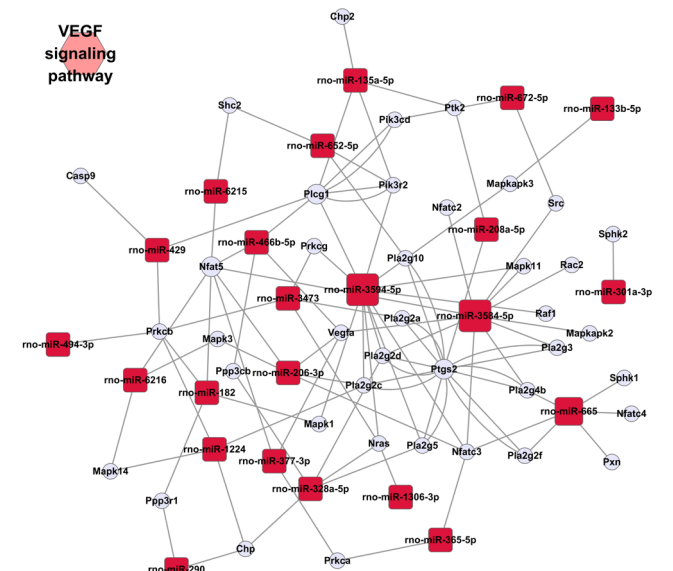 Chp2
VEGF
signaling
pathway
rno-miR-135a-5p
rno-miR-672-5p
Shc2
Ptk2
rno-miR-133b-5p
Pik3cd
rno-miR-652-5p
Casp9
Pik3r2
Mapkapk3
rno-miR-6215
Plcg1
Src
Nfatc2
rno-miR-208a-5p
Sphk2
rno-miR-466b-5p
Prkcg
rno-miR-429
Pla2g10
Nfat5
Mapk11
Rac2
rno-miR-3594-5p
rno-miR-301a-3p
rno-miR-3473
Raf1
rno-miR-3584-5p
Pla2g2a
Prkcb
Vegfa
Mapkapk2
Mapk3
rno-miR-494-3p
Pla2g3
Pla2g2d
Ptgs2
Ppp3cb
rno-miR-206-3p
Sphk1
rno-miR-6216
Pla2g2c
Pla2g4b
rno-miR-182
rno-miR-665
Nfatc4
Mapk1
Nras
Pla2g5
rno-miR-1224
Nfatc3
Pla2g2f
rno-miR-377-3p
Pxn
Mapk14
rno-miR-328a-5p
rno-miR-1306-3p
Ppp3r1
rno-miR-365-5p
Chp
Prkca
rno-miR-290